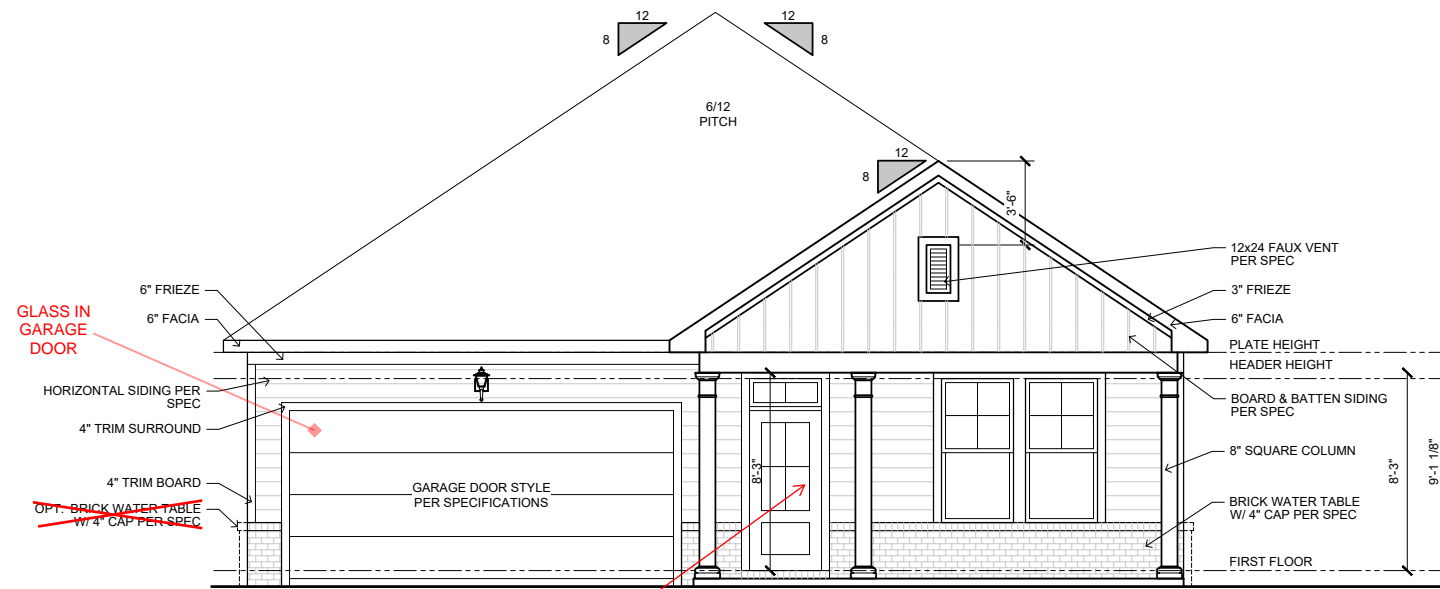 12
12
8
8
6/12
PITCH
12
8
3'-6"
12x24 FAUX VENT
PER SPEC
6" FRIEZE
3" FRIEZE
GLASS IN
GARAGE
DOOR
6" FACIA
6" FACIA
PLATE HEIGHT
HEADER HEIGHT
HORIZONTAL SIDING PER
SPEC
BOARD & BATTEN SIDING
PER SPEC
4" TRIM SURROUND
8" SQUARE COLUMN
8'-3"
8'-3"
9'-1 1/8"
4" TRIM BOARD
GARAGE DOOR STYLE
PER SPECIFICATIONS
OPT. BRICK WATER TABLE
W/ 4" CAP PER SPEC
BRICK WATER TABLE
W/ 4" CAP PER SPEC
FIRST FLOOR